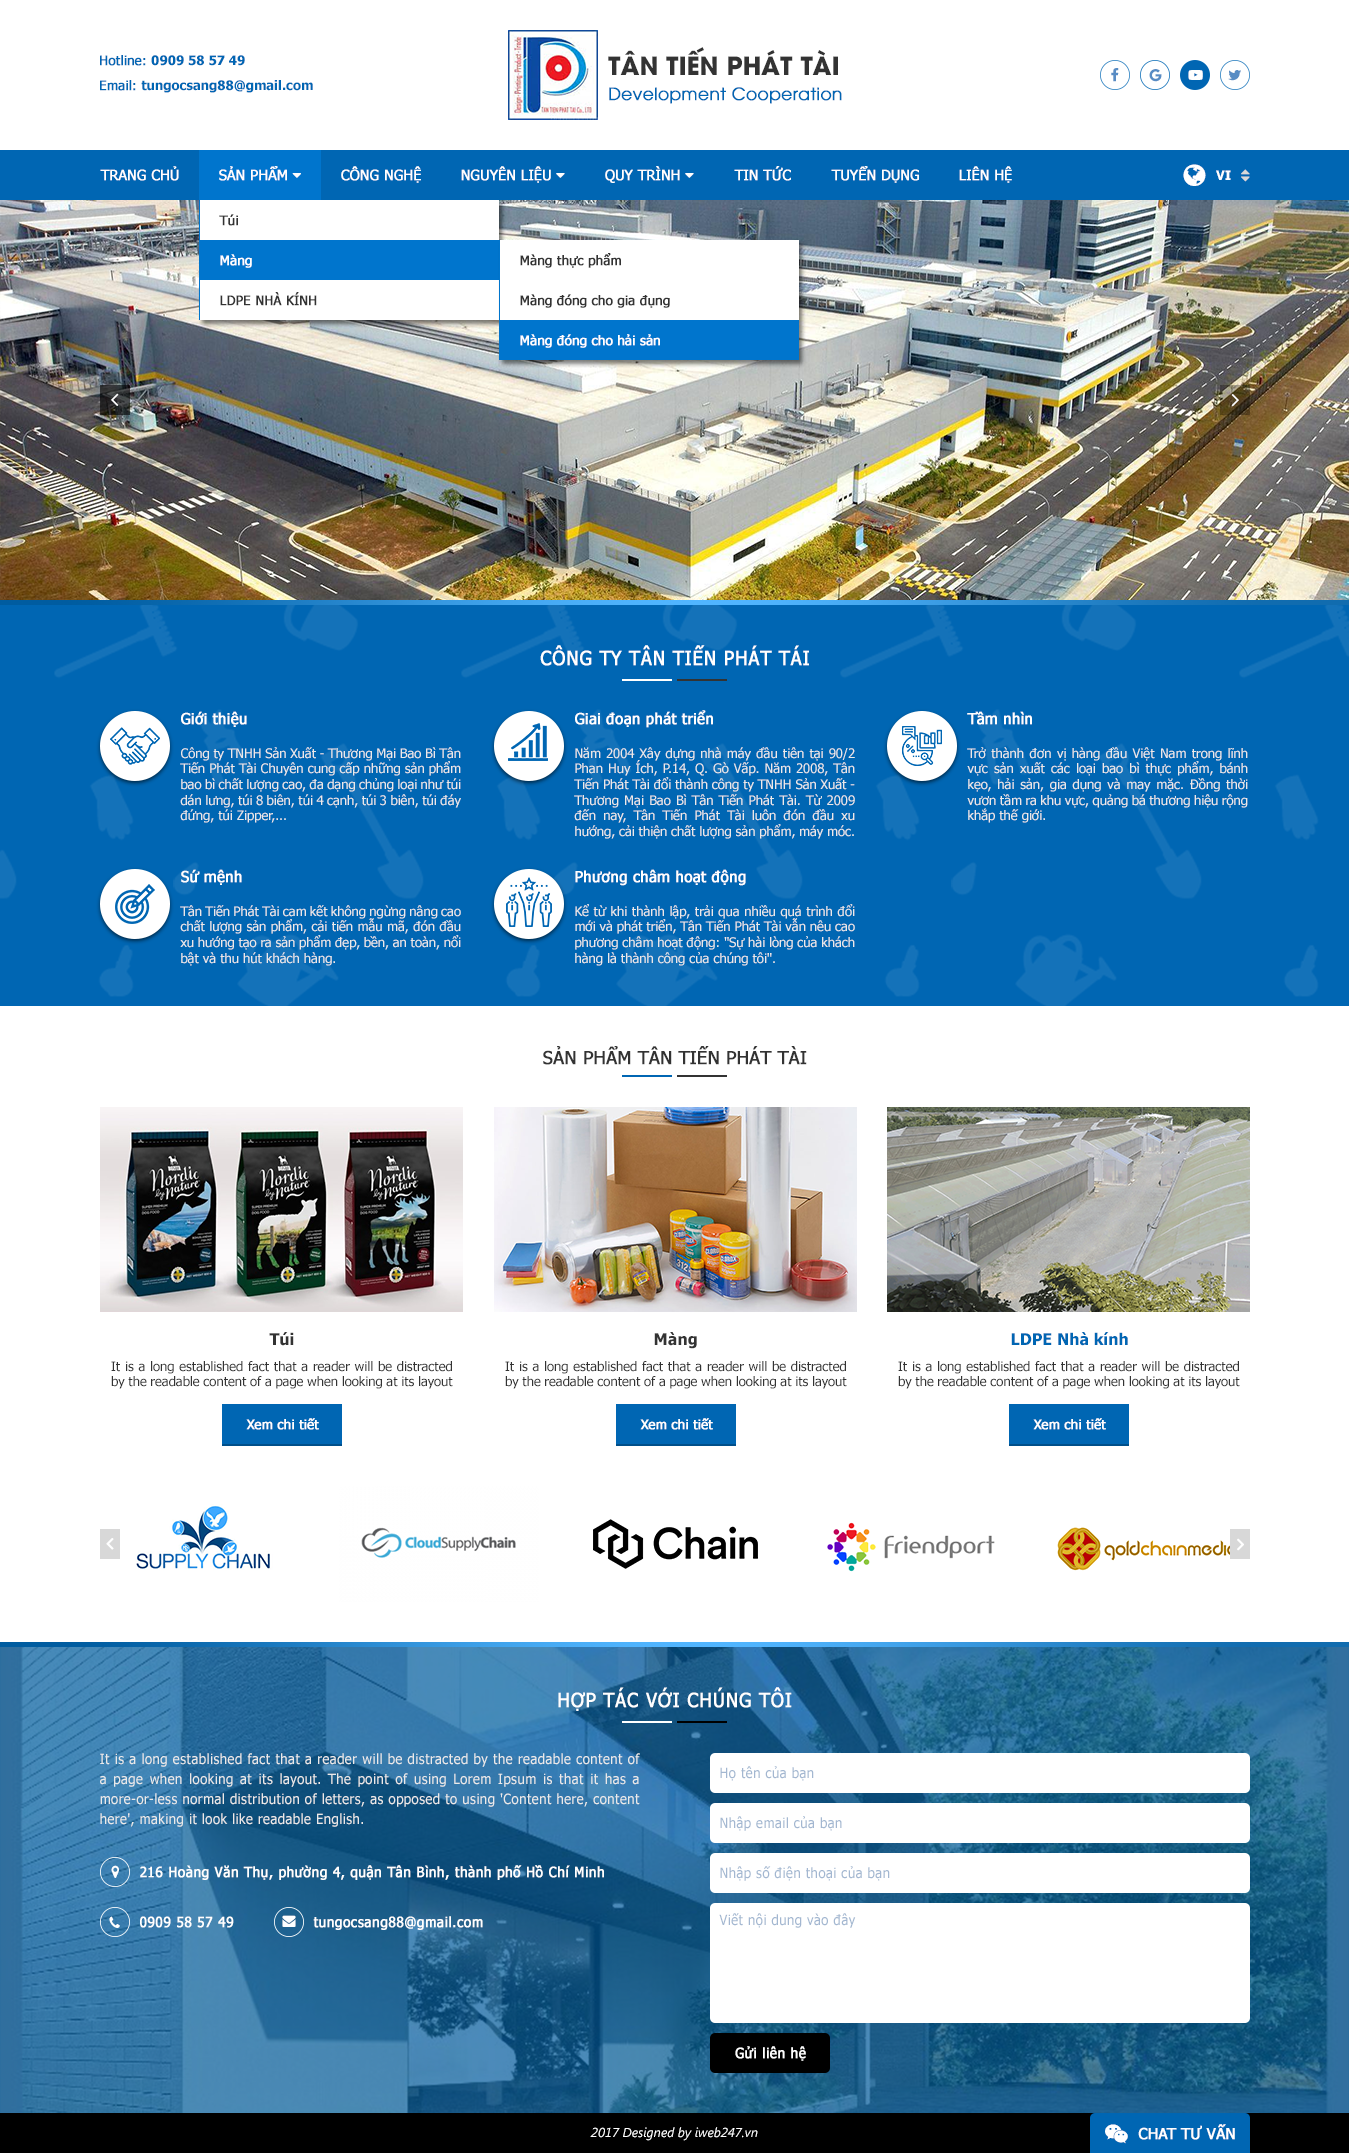 Hotline: 0909 58 57 49
Email: tungocsang88@gmail.com
Design-Printing-Product-Trade
TAN TIEN PHAT TAI Co., LTD
TÂN TIẾN PHÁT TÀI
Development Cooperation
TRANG CHỦ
SẢN PHẨM
CÔNG NGHỆ
NGUYÊN LIỆU
QUY TRÌNH
TIN TỨC
TUYỂN DỤNG
LIÊN HỆ
VI
Túi
Màng
LDPE NHÀ KÍNH
Màng thực phẩm
Màng đóng cho gia đụng
Màng đóng cho hải sản
CÔNG TY TÂN TIẾN PHÁT TÁI
Giới thiệu
Công ty TNHH Sản Xuất - Thương Mại Bao Bì Tân
Tiến Phát Tài Chuyên cung cấp những sản phẩm
bao bì chất lượng cao, đa dạng chủng loại như túi
dán lưng, túi 8 biên, túi 4 cạnh, túi 3 biên, túi đáy
đứng, túi Zipper,...
Giai đoạn phát triển
Năm 2004 Xây dựng nhà máy đầu tiên tại 90/2
Phan Huy Ích, P.14, Q. Gò Vấp. Năm 2008, Tân
Tiến Phát Tài đổi thành công ty TNHH Sản Xuất -
Thương Mại Bao Bì Tân Tiến Phát Tài. Từ 2009
đến nay, Tân Tiến Phát Tài luôn đón đầu xu
hướng, cải thiện chất lượng sản phẩm, máy móc.
Tầm nhìn
Trở thành đơn vị hàng đầu Việt Nam trong lĩnh
vực sản xuất các loại bao bì thực phẩm, bánh
kẹo, hải sản, gia dụng và may mặc. Đồng thời
vươn tầm ra khu vực, quảng bá thương hiệu rộng
khắp thế giới.
Sứ mệnh
Tân Tiến Phát Tài cam kết không ngừng nâng cao
chất lượng sản phẩm, cải tiến mẫu mã, đón đầu
xu hướng tạo ra sản phẩm đẹp, bền, an toàn, nổi
bật và thu hút khách hàng.
Phương châm hoạt động
Kể từ khi thành lập, trải qua nhiều quá trình đổi
mới và phát triển, Tân Tiến Phát Tài vẫn nêu cao
phương châm hoạt động: "Sự hài lòng của khách
hàng là thành công của chúng tôi".
SẢN PHẨM TÂN TIẾN PHÁT TÀI
Nordic by Nature
Nordic by Nature
Nordic by Nature
CLOROX
CLOROX
Túi
It is a long established fact that a reader will be distracted
by the readable content of a page when looking at its layout
Xem chi tiết
Màng
It is a long established fact that a reader will be distracted
by the readable content of a page when looking at its layout
Xem chi tiết
LDPE Nhà kính
It is a long established fact that a reader will be distracted
by the readable content of a page when looking at its layout
Xem chi tiết
SUPPLY CHAIN
CloudSupplyChain
Chain
friendport
goldchainmedia
HỢP TÁC VỚI CHÚNG TÔI
It is a long established fact that a reader will be distracted by the readable content of
a page when looking at its layout. The point of using Lorem Ipsum is that it has a
more-or-less normal distribution of letters, as opposed to using 'Content here, content
here', making it look like readable English.
216 Hoàng Văn Thụ, phường 4, quận Tân Bình, thành phố Hồ Chí Minh
0909 58 57 49
tungocsang88@gmail.com
Họ tên của bạn
Nhập email của bạn
Nhập số điện thoại của bạn
Viết nội dung vào đây
Gửi liên hệ
2017 Designed by iweb247.vn
CHAT TƯ VẤN